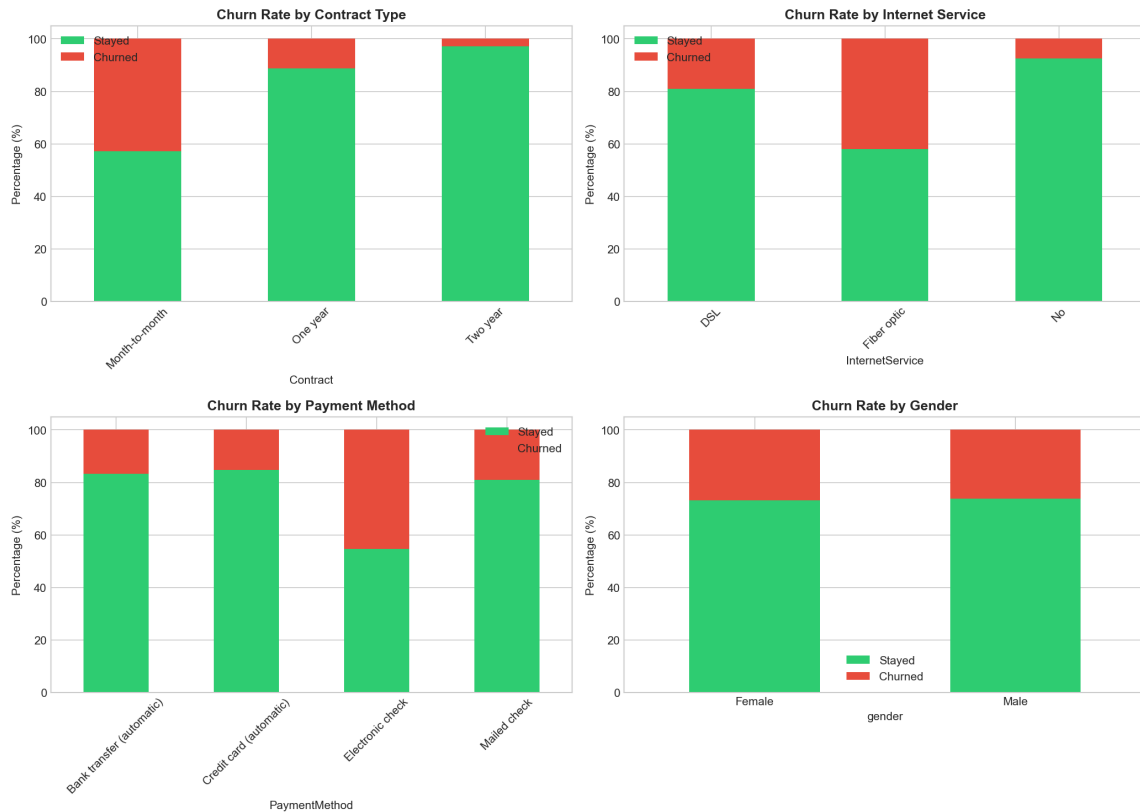 Churn Rate by Contract Type
Stayed
Churned
Percentage (%)
100
80
60
40
20
0
Month-to-month
One year
Two year
Contract
Churn Rate by Internet Service
Stayed
Churned
Percentage (%)
100
80
60
40
20
0
DSL
Fiber optic
No
InternetService
Churn Rate by Payment Method
Stayed
Churned
Percentage (%)
100
80
60
40
20
0
Bank transfer (automatic)
Credit card (automatic)
Electronic check
Mailed check
PaymentMethod
Churn Rate by Gender
Percentage (%)
100
80
60
40
20
0
Stayed
Churned
Female
Male
gender